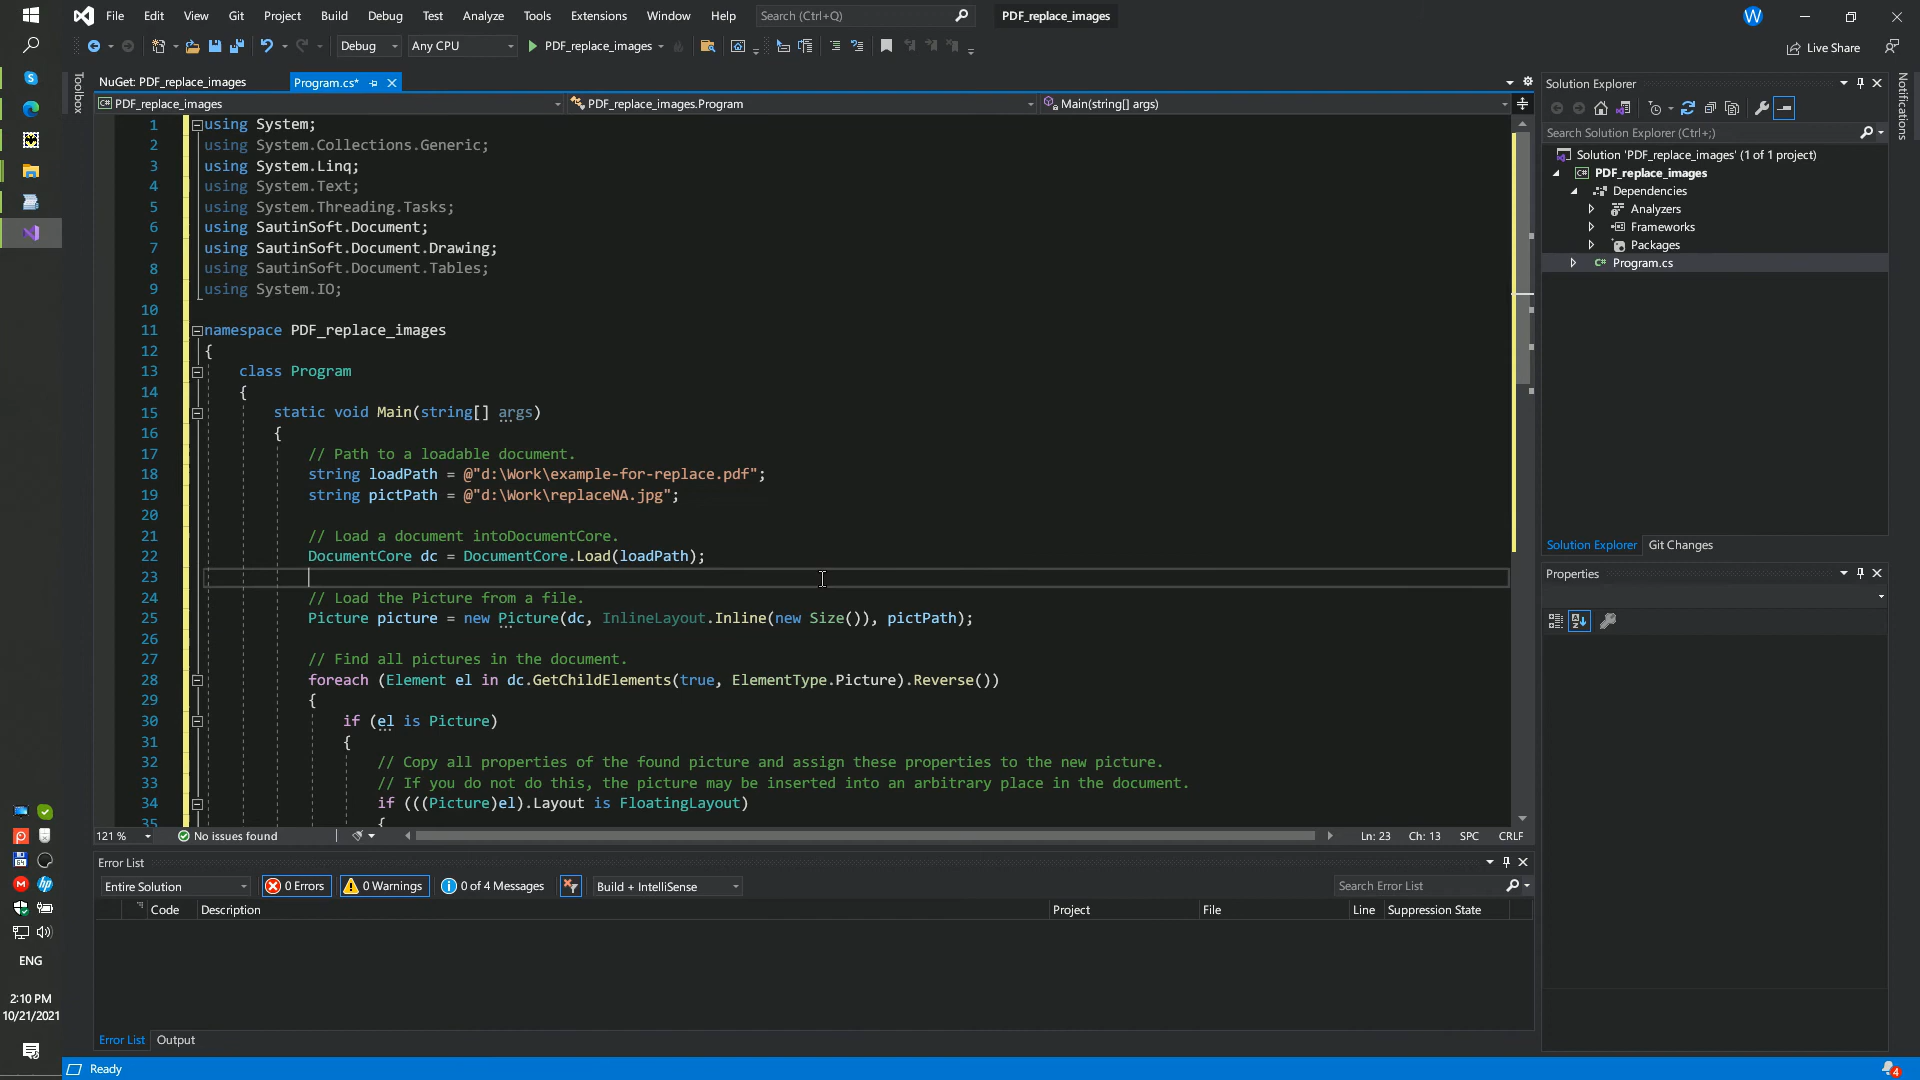 File Edit View Git Project Build Debug Test Analyze Tools Extensions Window Help Search (Ctrl+Q) PDF_replace_images W
Debug Any CPU PDF_replace_images Live Share
NuGet: PDF_replace_images Program.cs*
PDF_replace_images PDF_replace_images.Program Main(string[] args)
Toolbox
1 using System;
2 using System.Collections.Generic;
3 using System.Linq;
4 using System.Text;
5 using System.Threading.Tasks;
6 using SautinSoft.Document;
7 using SautinSoft.Document.Drawing;
8 using SautinSoft.Document.Tables;
9 using System.IO;
10
11 namespace PDF_replace_images
12 {
13 class Program
14 {
15 static void Main(string[] args)
16 {
17 // Path to a loadable document.
18 string loadPath = @"d:\Work\example-for-replace.pdf";
19 string pictPath = @"d:\Work\replaceNA.jpg";
20
21 // Load a document intoDocumentCore.
22 DocumentCore dc = DocumentCore.Load(loadPath);
23
24 // Load the Picture from a file.
25 Picture picture = new Picture(dc, InlineLayout.Inline(new Size()), pictPath);
26
27 // Find all pictures in the document.
28 foreach (Element el in dc.GetChildElements(true, ElementType.Picture).Reverse())
29 {
30 if (el is Picture)
31 {
32 // Copy all properties of the found picture and assign these properties to the new picture.
33 // If you do not do this, the picture may be inserted into an arbitrary place in the document.
34 if (((Picture)el).Layout is FloatingLayout)
35 {
121 % No issues found Ln: 23 Ch: 13 SPC CRLF
Error List
Entire Solution 0 Errors 0 Warnings 0 of 4 Messages Build + IntelliSense Search Error List
Code Description Project File Line Suppression State
Error List Output
Ready
Solution Explorer
Search Solution Explorer (Ctrl+;)
Solution 'PDF_replace_images' (1 of 1 project)
PDF_replace_images
Dependencies
Analyzers
Frameworks
Packages
C# Program.cs
Solution Explorer Git Changes
Properties
Notifications
64
ENG
2:10 PM
10/21/2021
4